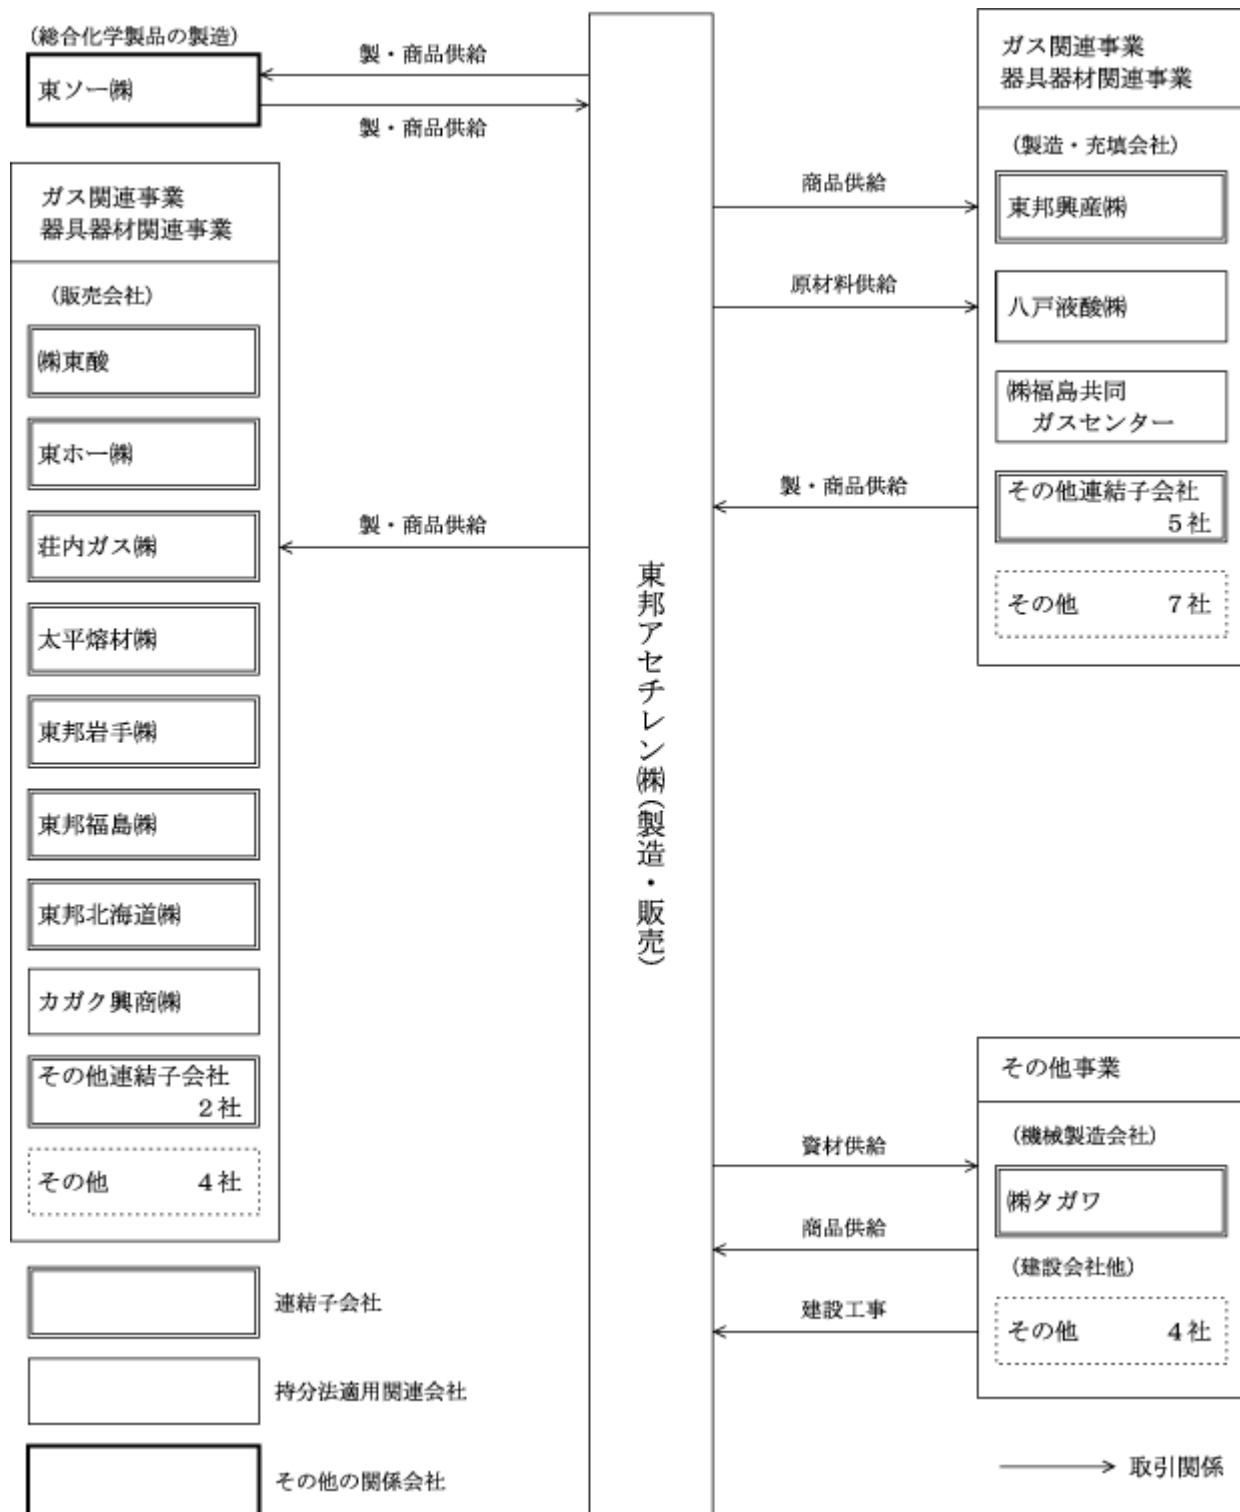 (総合化学製品の製造)
東ソー㈱
製・商品供給
製・商品供給
ガス関連事業
器具器材関連事業
(販売会社)
㈱東酸
東ホー㈱
荘内ガス㈱
太平熔材㈱
東邦岩手㈱
東邦福島㈱
東邦北海道㈱
カガク興商㈱
その他連結子会社
2社
その他 4社
製・商品供給
東邦アセチレン㈱(製造・販売)
ガス関連事業
器具器材関連事業
(製造・充填会社)
東邦興産㈱
八戸液酸㈱
㈱福島共同
ガスセンター
その他連結子会社
5社
その他 7社
商品供給
原材料供給
製・商品供給
その他事業
(機械製造会社)
㈱タガワ
(建設会社他)
その他 4社
資材供給
商品供給
建設工事
連結子会社
持分法適用関連会社
その他の関係会社
取引関係